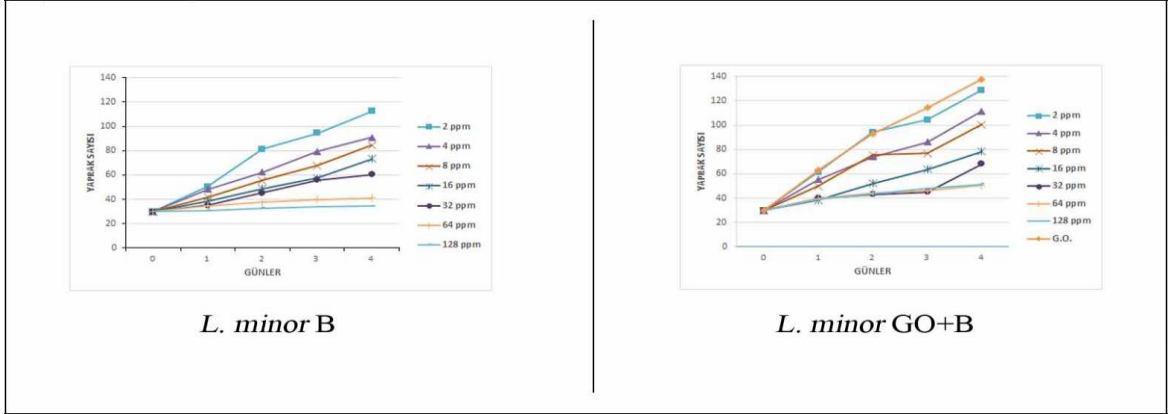 140
120
100
80
60
40
20
0
YAPRAK SAYISI
0 1 2 3 4
GÜNLER
2 ppm
4 ppm
8 ppm
16 ppm
32 ppm
64 ppm
128 ppm
L. minor B
140
120
100
80
60
40
20
0
YAPRAK SAYISI
0 1 2 3 4
GÜNLER
2 ppm
4 ppm
8 ppm
16 ppm
32 ppm
64 ppm
128 ppm
G.O.
L. minor GO+B